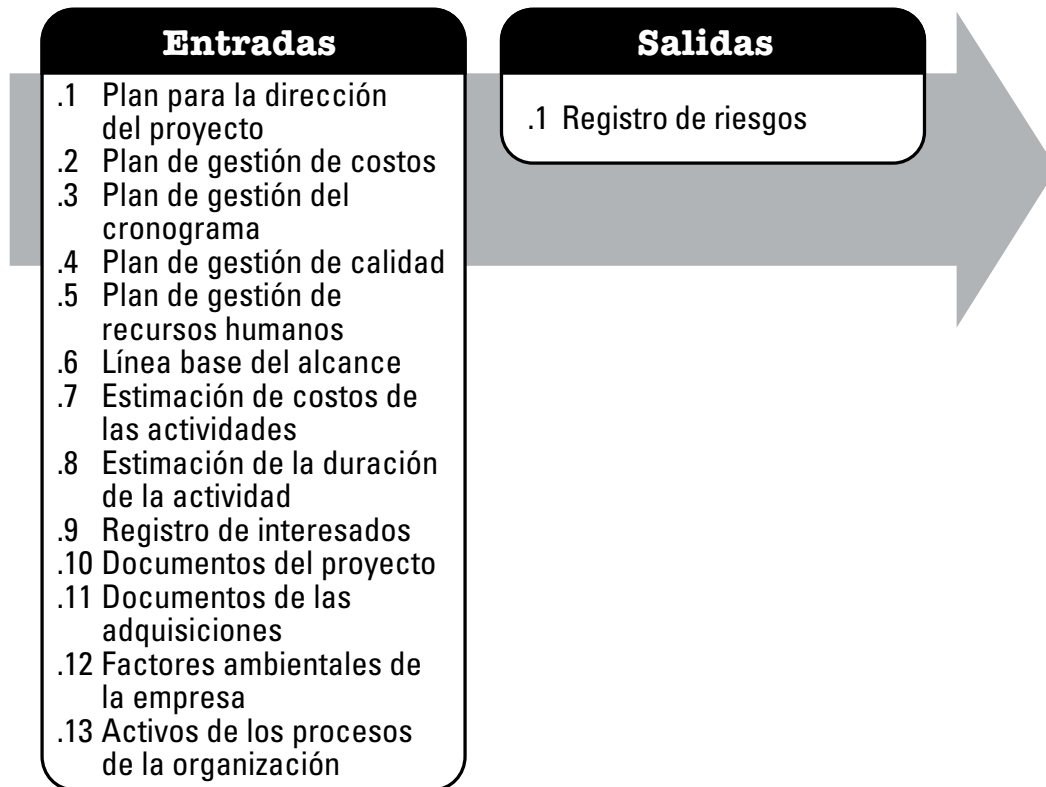 Entradas
.1 Plan para la dirección
del proyecto
.2 Plan de gestión de costos
.3 Plan de gestión del
cronograma
.4 Plan de gestión de calidad
.5 Plan de gestión de
recursos humanos
.6 Línea base del alcance
.7 Estimación de costos de
las actividades
.8 Estimación de la duración
de la actividad
.9 Registro de interesados
.10 Documentos del proyecto
.11 Documentos de las
adquisiciones
.12 Factores ambientales de
la empresa
.13 Activos de los procesos
de la organización
Salidas
.1 Registro de riesgos